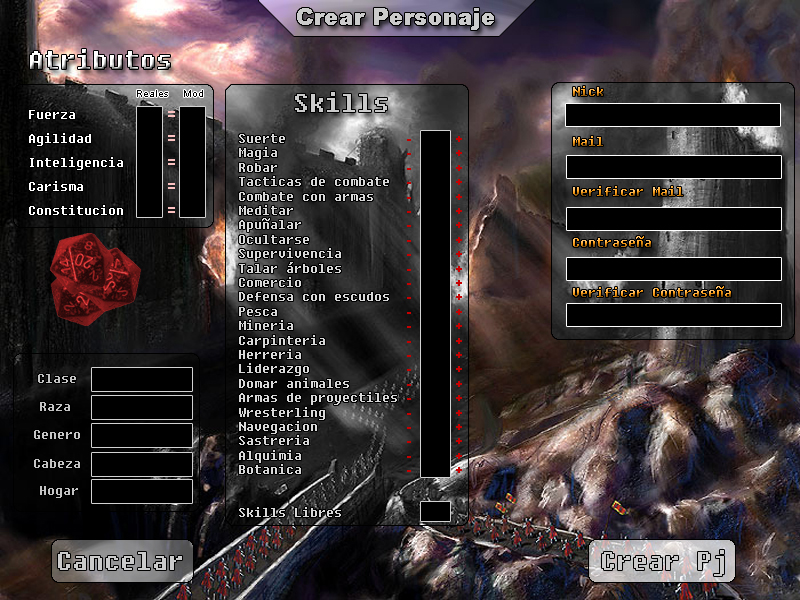 Crear Personaje
Atributos
Reales Mod
Fuerza =
Agilidad =
Inteligencia =
Carisma =
Constitucion =
Skills
Suerte - +
Magia - +
Robar - +
Tacticas de combate - +
Combate con armas - +
Meditar - +
Apuñalar - +
Ocultarse - +
Supervivencia - +
Talar árboles - +
Comercio - +
Defensa con escudos - +
Pesca - +
Mineria - +
Carpinteria - +
Herreria - +
Liderazgo - +
Domar animales - +
Armas de proyectiles - +
Wresterling - +
Navegacion - +
Sastreria - +
Alquimia - +
Botanica - +
Skills Libres
Nick
Mail
Verificar Mail
Contraseña
Verificar Contraseña
Clase
Raza
Genero
Cabeza
Hogar
Cancelar
Crear Pj